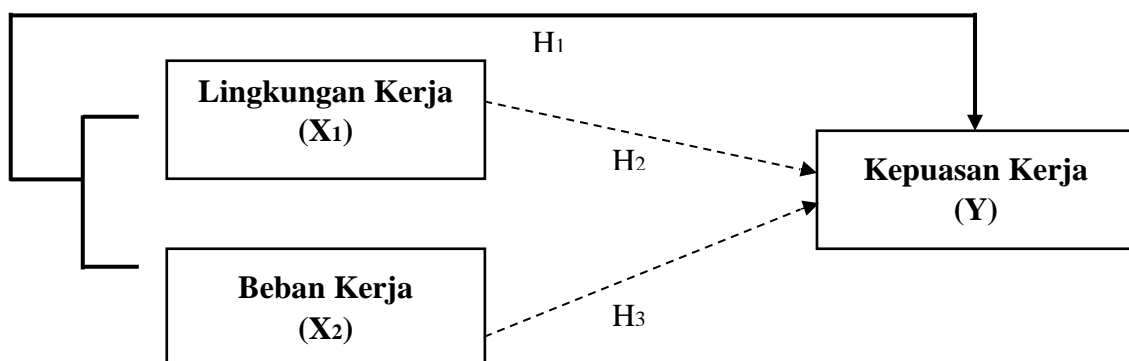 H1
Lingkungan Kerja
(X1)
H2
Kepuasan Kerja
(Y)
Beban Kerja
(X2)
H3